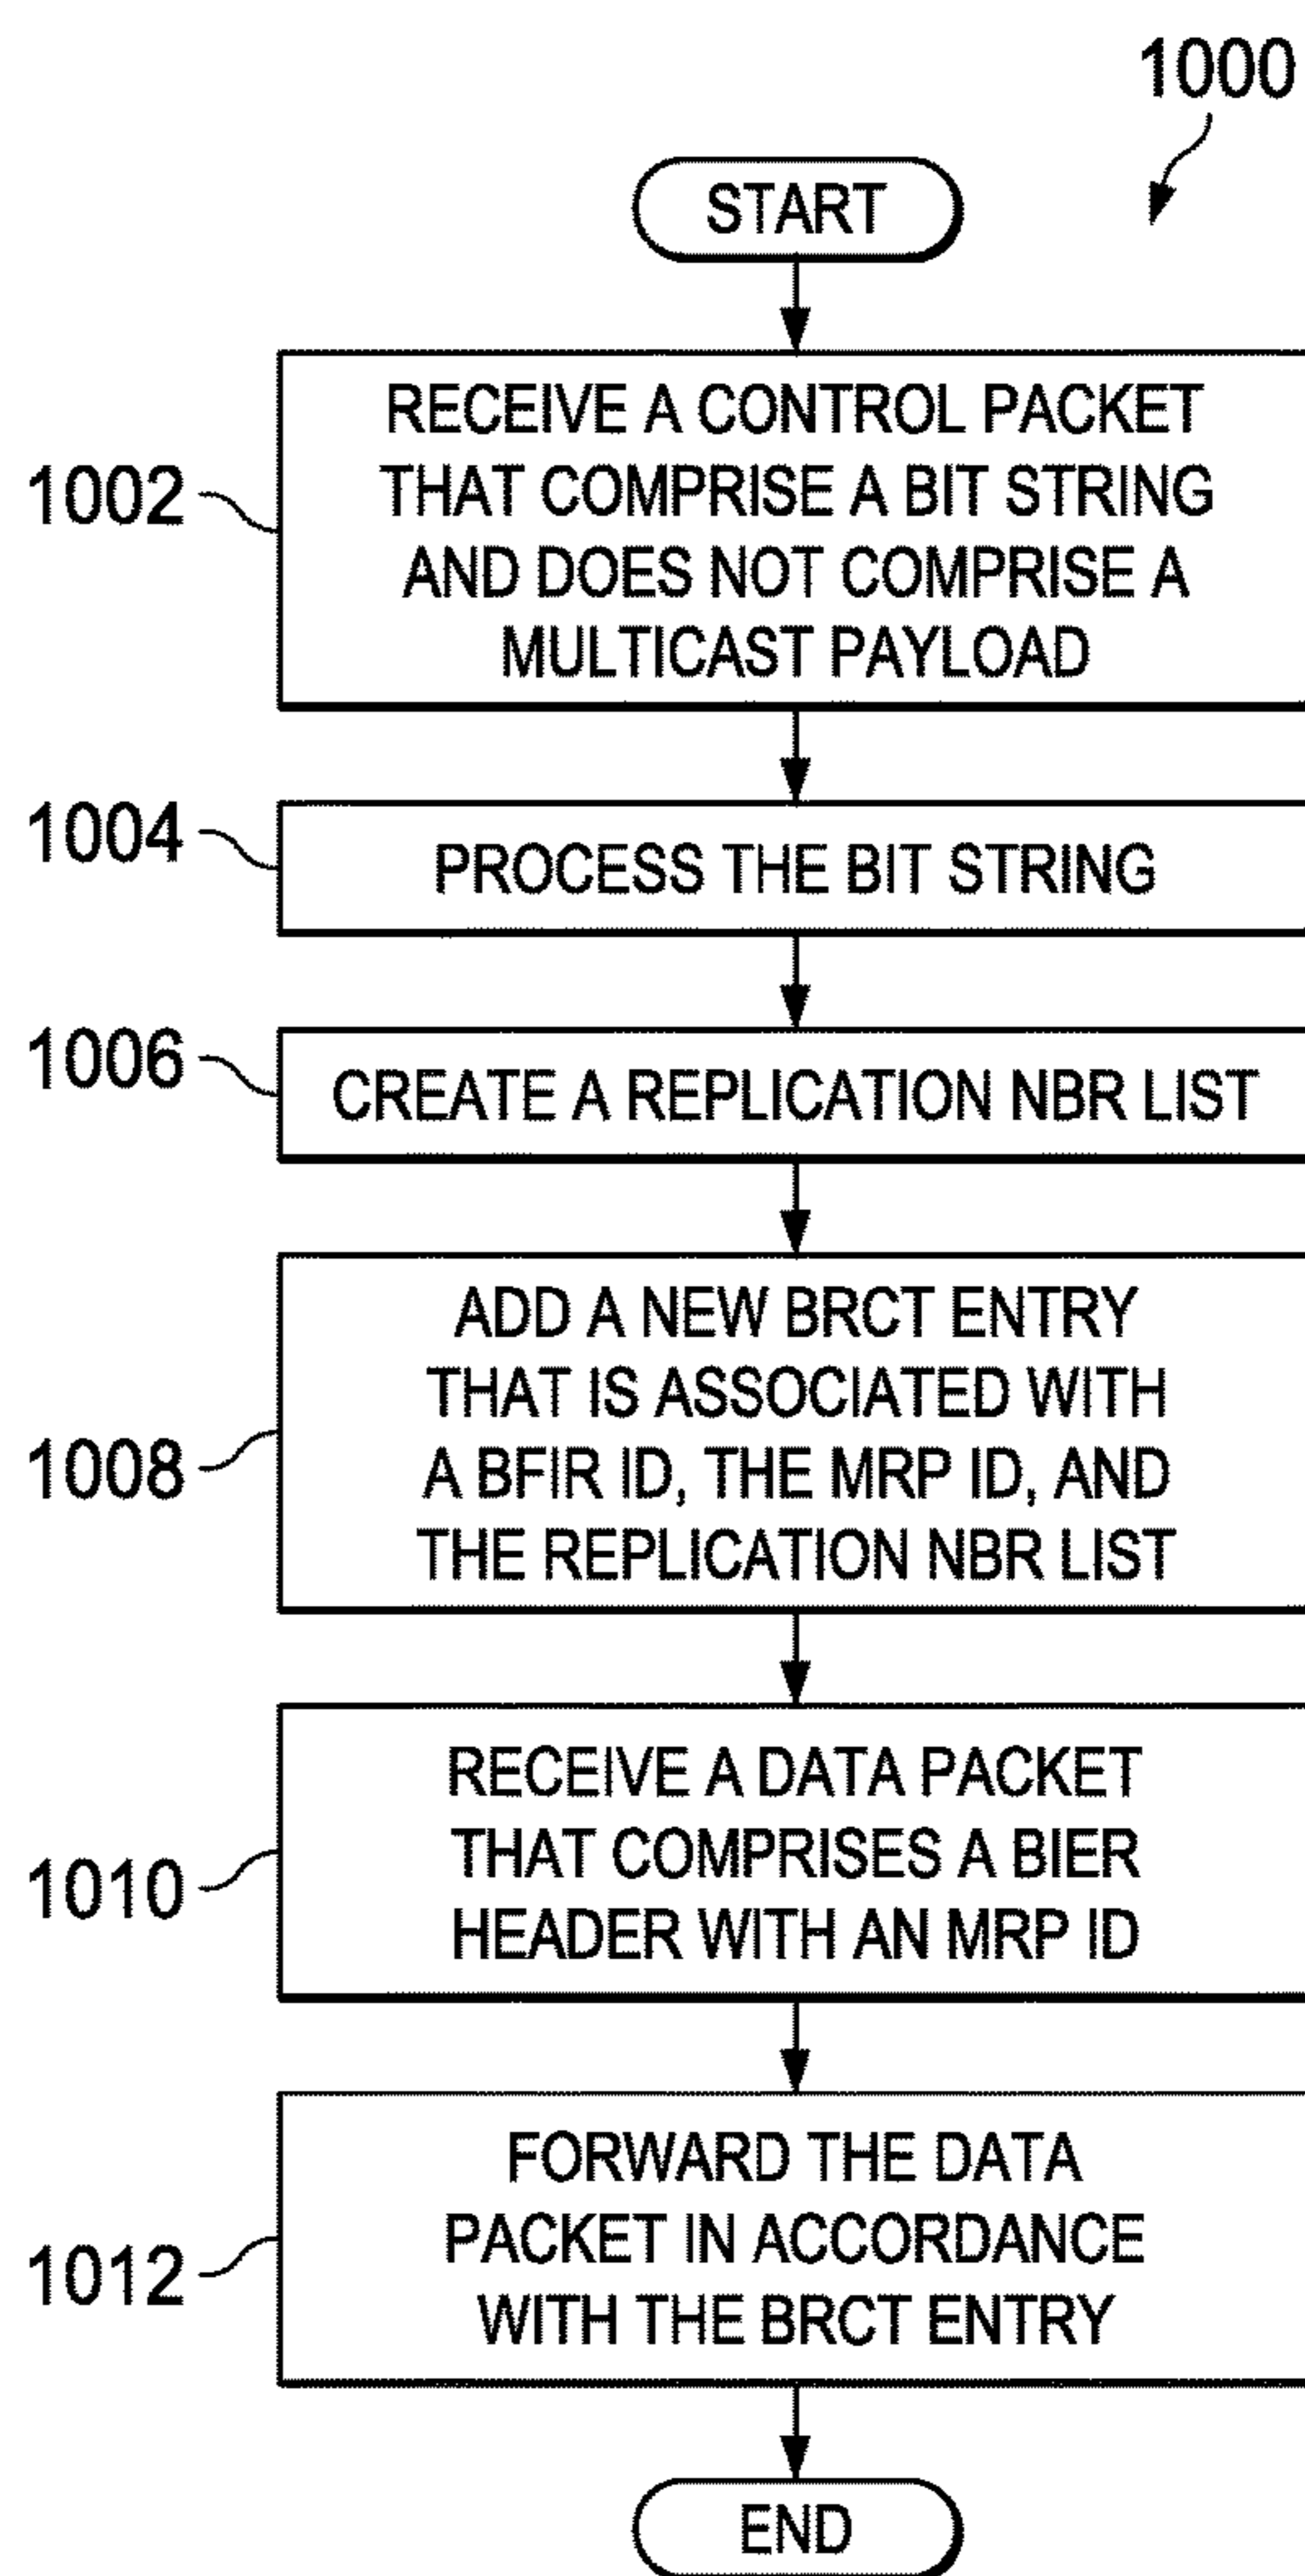 1000
START
1002
RECEIVE A CONTROL PACKET
THAT COMPRISE A BIT STRING
AND DOES NOT COMPRISE A
MULTICAST PAYLOAD
1004
PROCESS THE BIT STRING
1006
CREATE A REPLICATION NBR LIST
1008
ADD A NEW BRCT ENTRY
THAT IS ASSOCIATED WITH
A BFIR ID, THE MRP ID, AND
THE REPLICATION NBR LIST
1010
RECEIVE A DATA PACKET
THAT COMPRISES A BIER
HEADER WITH AN MRP ID
1012
FORWARD THE DATA
PACKET IN ACCORDANCE
WITH THE BRCT ENTRY
END